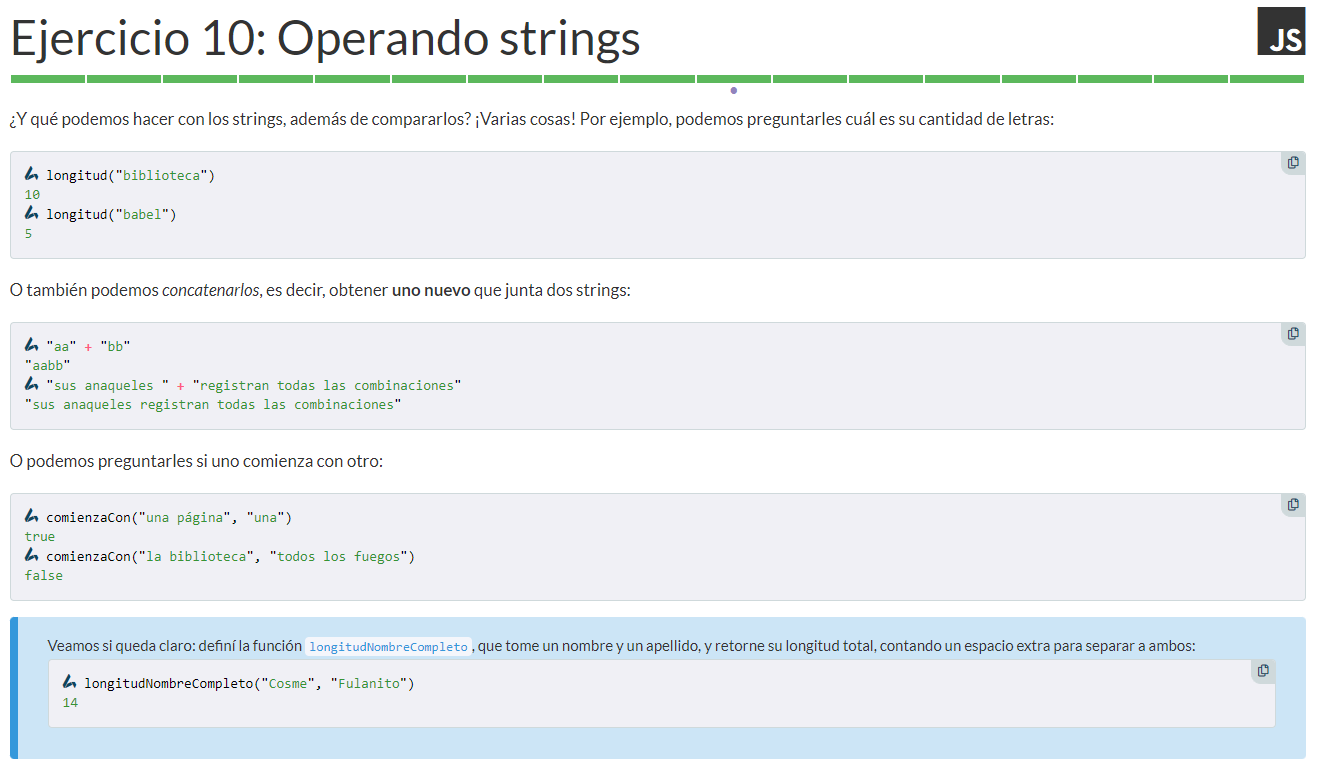 Ejercicio 10: Operando strings
JS
¿Y qué podemos hacer con los strings, además de compararlos? ¡Varias cosas! Por ejemplo, podemos preguntarles cuál es su cantidad de letras:
longitud("biblioteca")
10
longitud("babel")
5
O también podemos concatenarlos, es decir, obtener uno nuevo que junta dos strings:
"aa" + "bb"
"aabb"
"sus anaqueles " + "registran todas las combinaciones"
"sus anaqueles registran todas las combinaciones"
O podemos preguntarles si uno comienza con otro:
comienzaCon("una página", "una")
true
comienzaCon("la biblioteca", "todos los fuegos")
false
Veamos si queda claro: definí la función longitudNombreCompleto, que tome un nombre y un apellido, y retorne su longitud total, contando un espacio extra para separar a ambos:
longitudNombreCompleto("Cosme", "Fulanito")
14